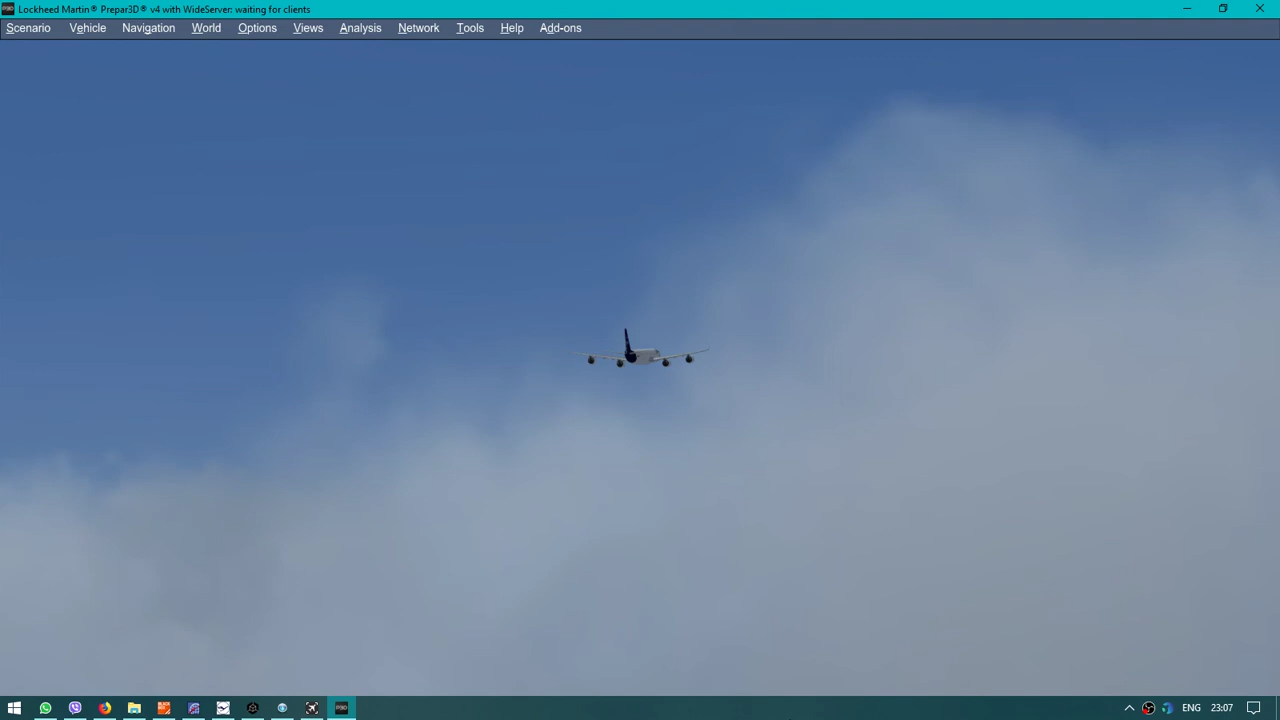 Lockheed Martin® Prepar3D® v4 with WideServer: waiting for clients
Scenario Vehicle Navigation World Options Views Analysis Network Tools Help Add-ons
P3D ENG 23:07